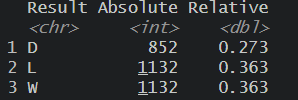 Result Absolute Relative
<chr> <int> <dbl>
1 D 852 0.273
2 L 1132 0.363
3 W 1132 0.363